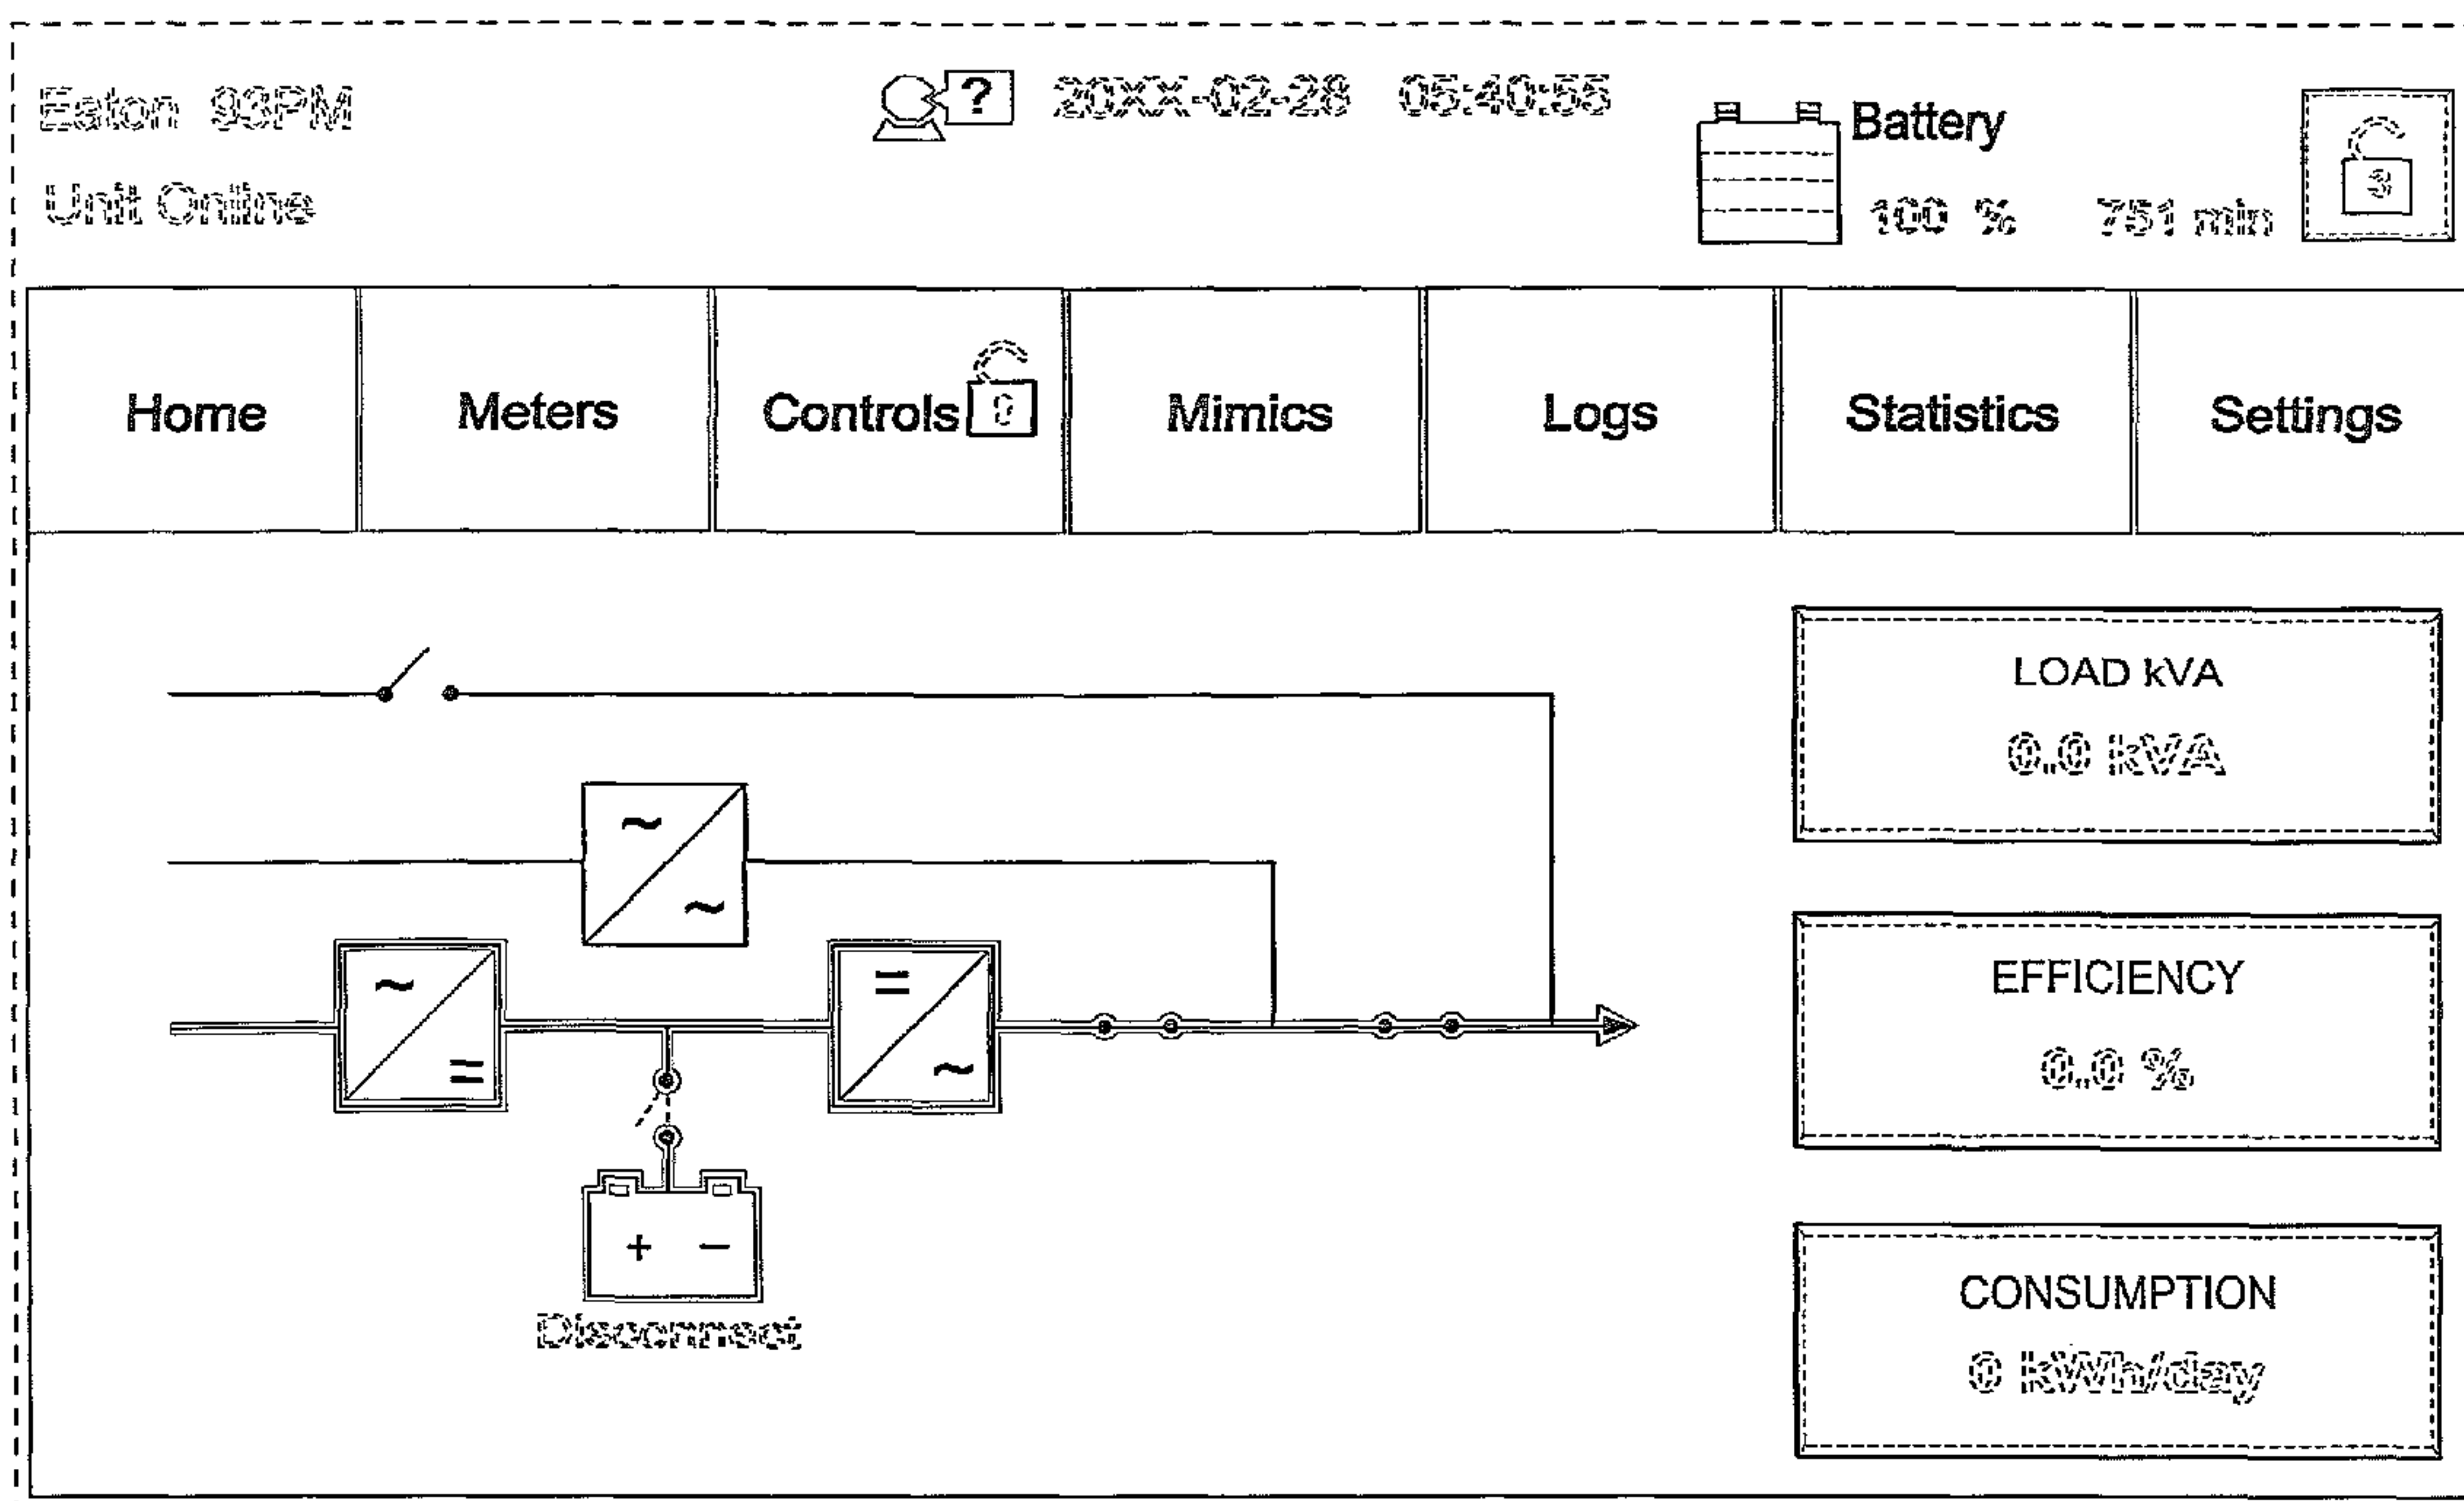 Eaton 93PM
? 20XX-02-28 05:40:55
Battery
Unit Online
100 % 751 min
3
Home Meters Controls Mimics Logs Statistics Settings
LOAD kVA
0.0 kVA
~
~
EFFICIENCY
0.0 %
~
=
=
~
+ −
Disconnect
CONSUMPTION
0 kWh/day